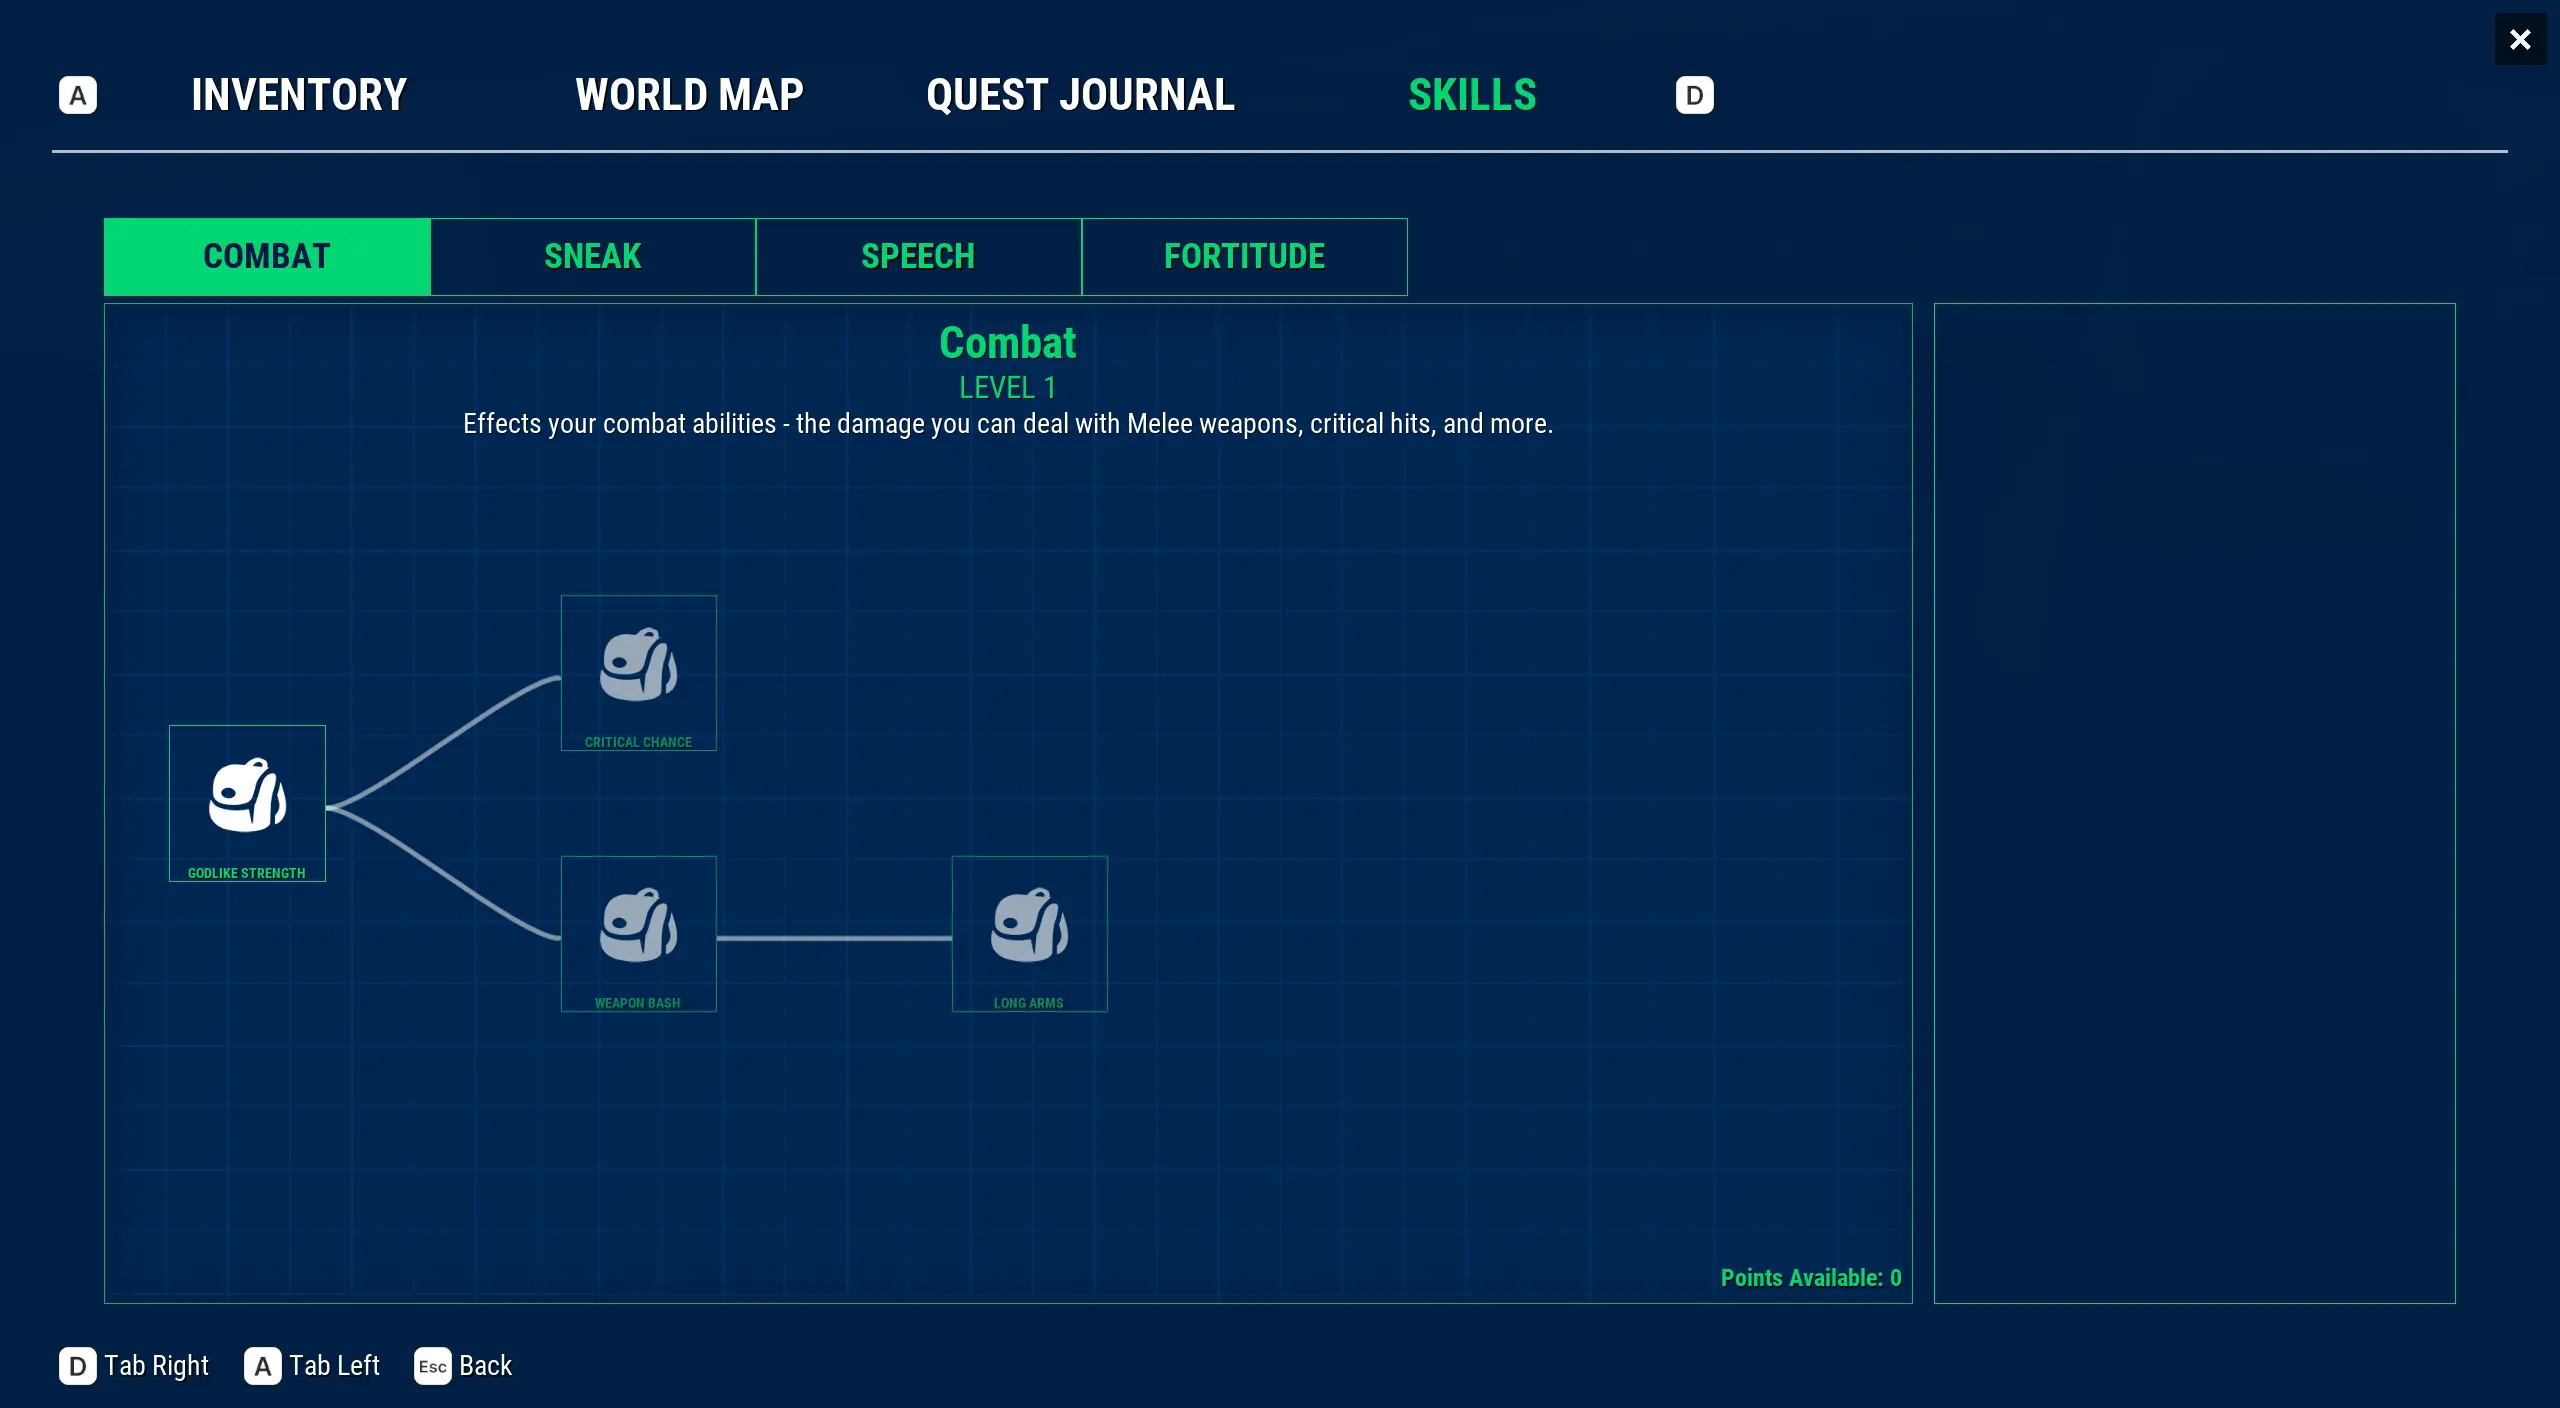 A INVENTORY WORLD MAP QUEST JOURNAL SKILLS D
COMBAT SNEAK SPEECH FORTITUDE
Combat
LEVEL 1
Effects your combat abilities - the damage you can deal with Melee weapons, critical hits, and more.
CRITICAL CHANCE
GODLIKE STRENGTH
WEAPON BASH LONG ARMS
Points Available: 0
D Tab Right A Tab Left Esc Back